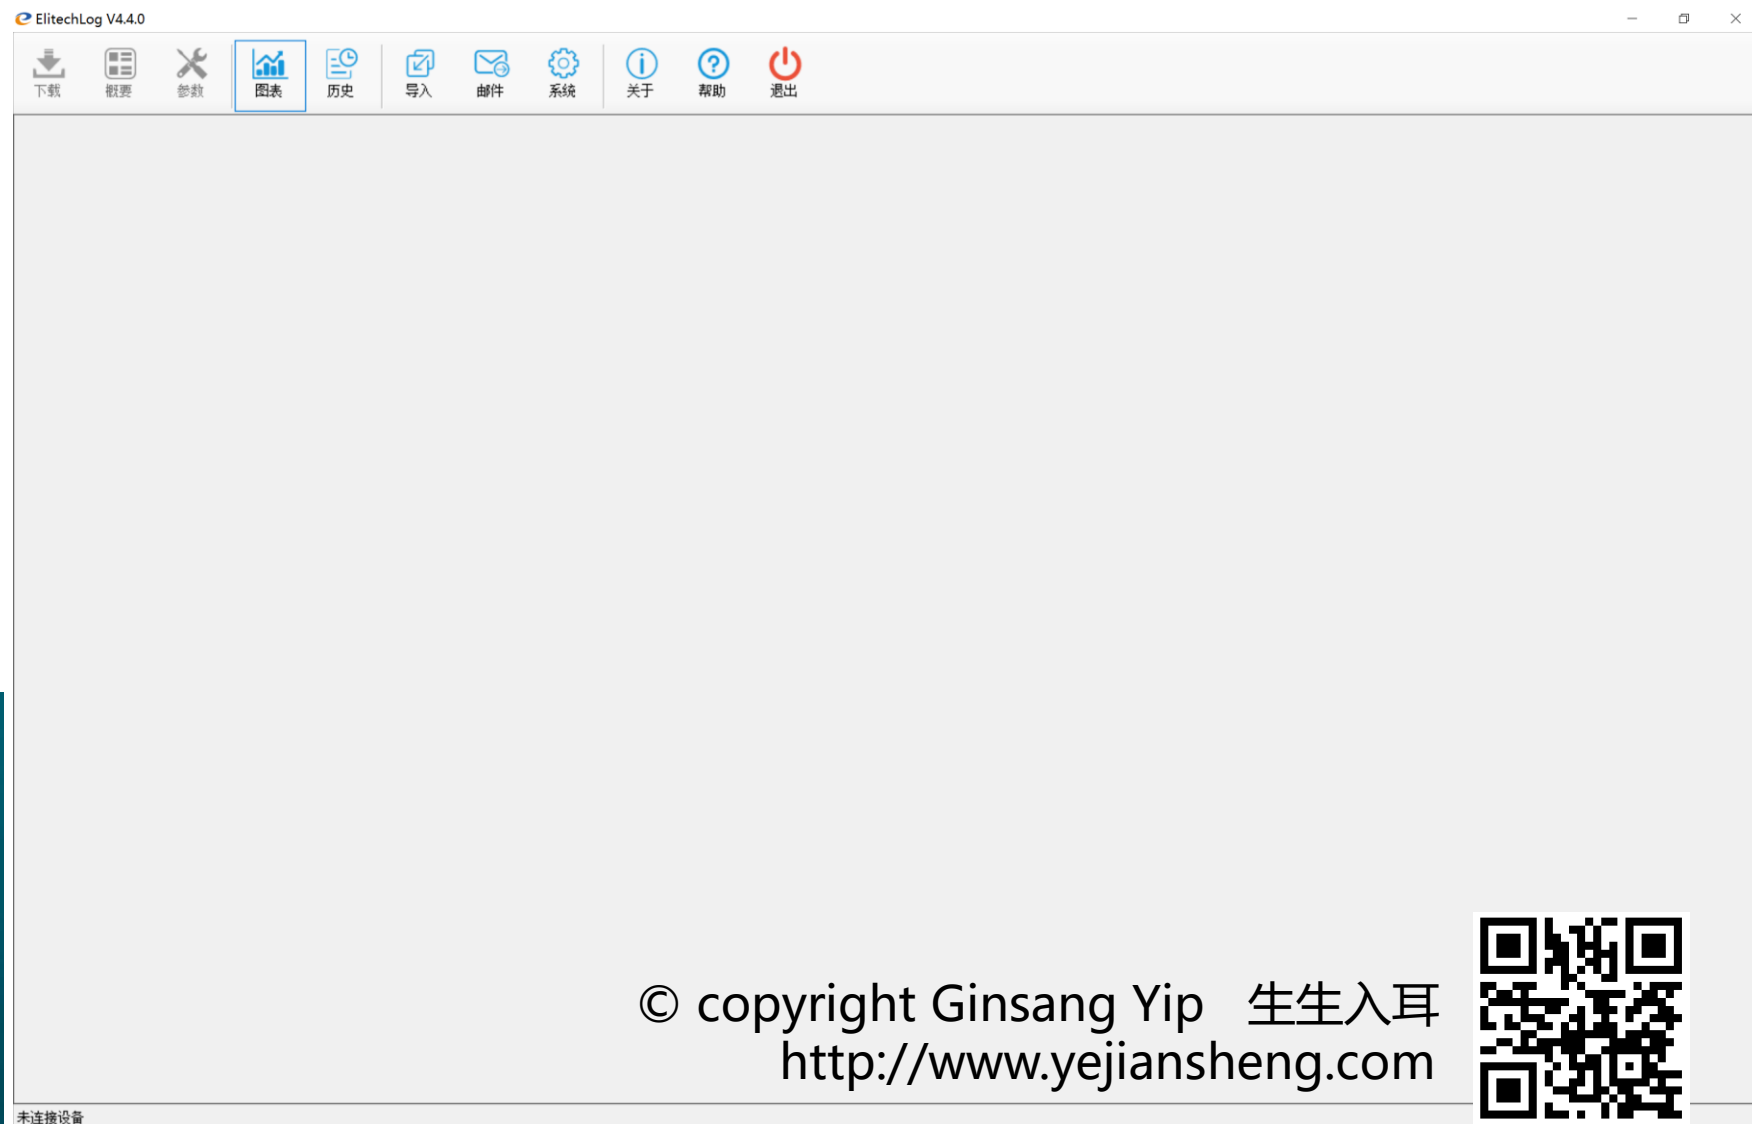 ElitechLog V4.4.0
下载 概要 参数 图表 历史 导入 邮件 系统 关于 帮助 退出
© copyright Ginsang Yip 生生入耳
http://www.yejiansheng.com
未连接设备